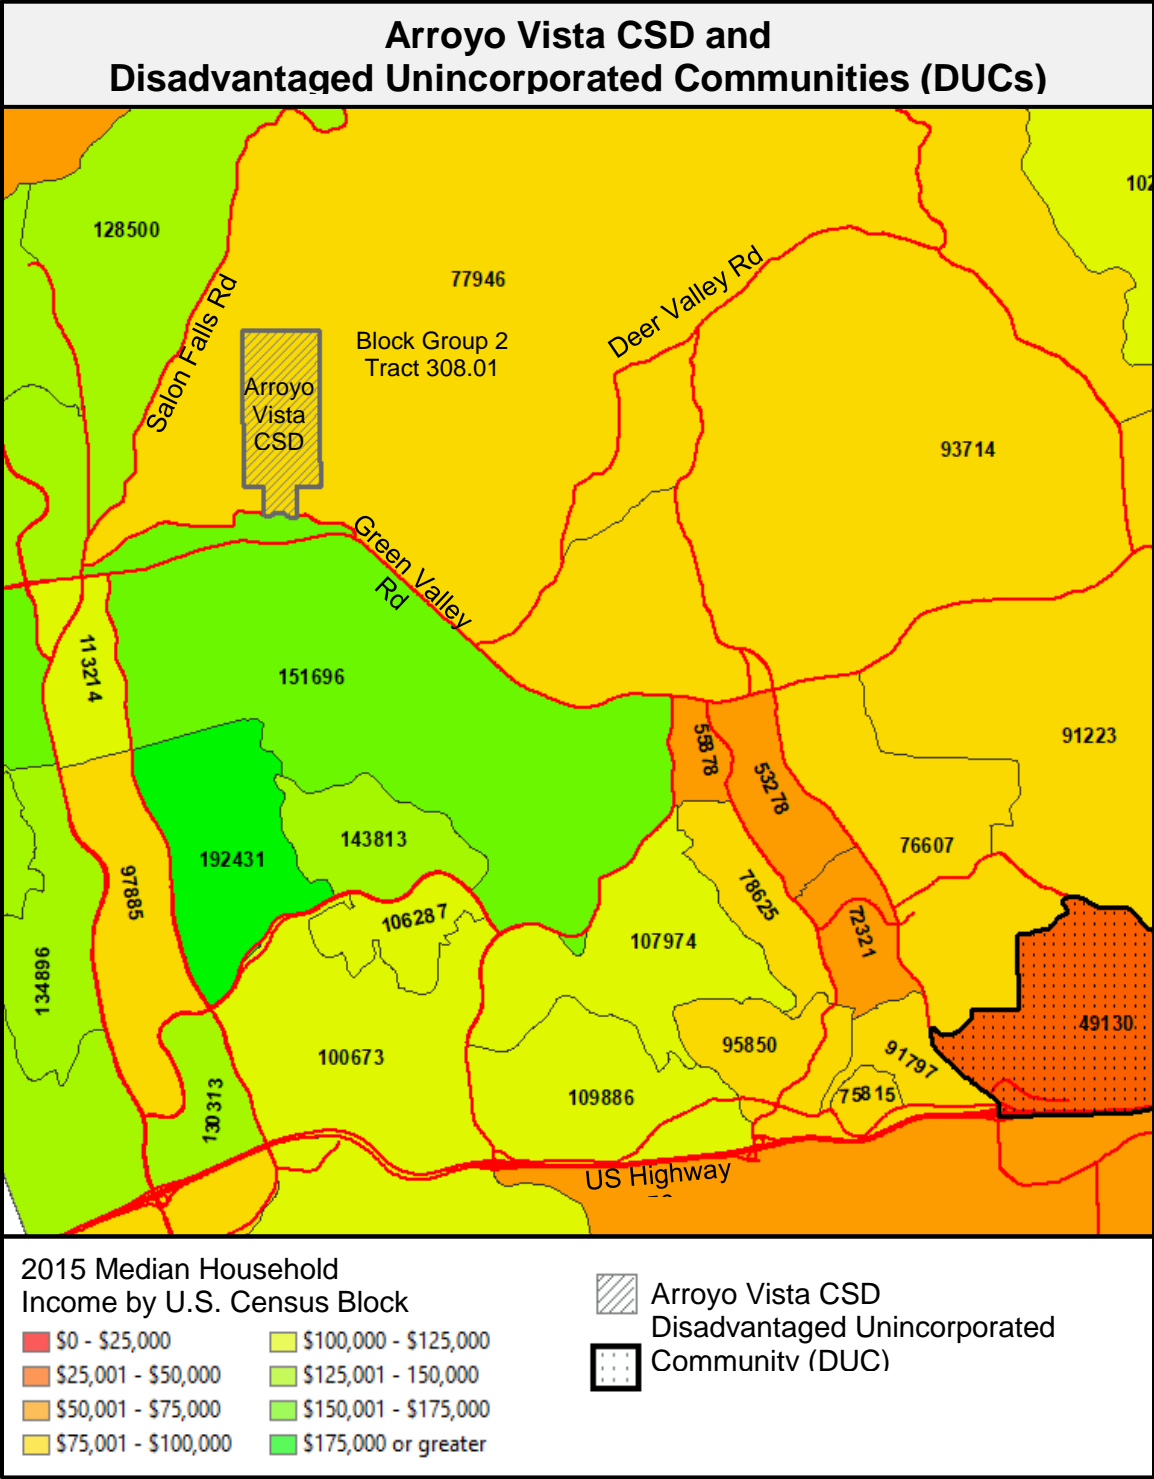 Arroyo Vista CSD and
Disadvantaged Unincorporated Communities (DUCs)
102
128500
77946
Deer Valley Rd
Salon Falls Rd
Block Group 2
Tract 308.01
Arroyo
Vista
CSD
93714
Green Valley
Rd
113214
151696
91223
55878
53278
143813
76607
192431
97885
78625
106287
72321
107974
134896
49130
100673
95850
91797
109886
75815
130313
US Highway
2015 Median Household
Income by U.S. Census Block
$0 - $25,000
$25,001 - $50,000
$50,001 - $75,000
$75,001 - $100,000
$100,000 - $125,000
$125,001 - 150,000
$150,001 - $175,000
$175,000 or greater
Arroyo Vista CSD
Disadvantaged Unincorporated
Community (DUC)